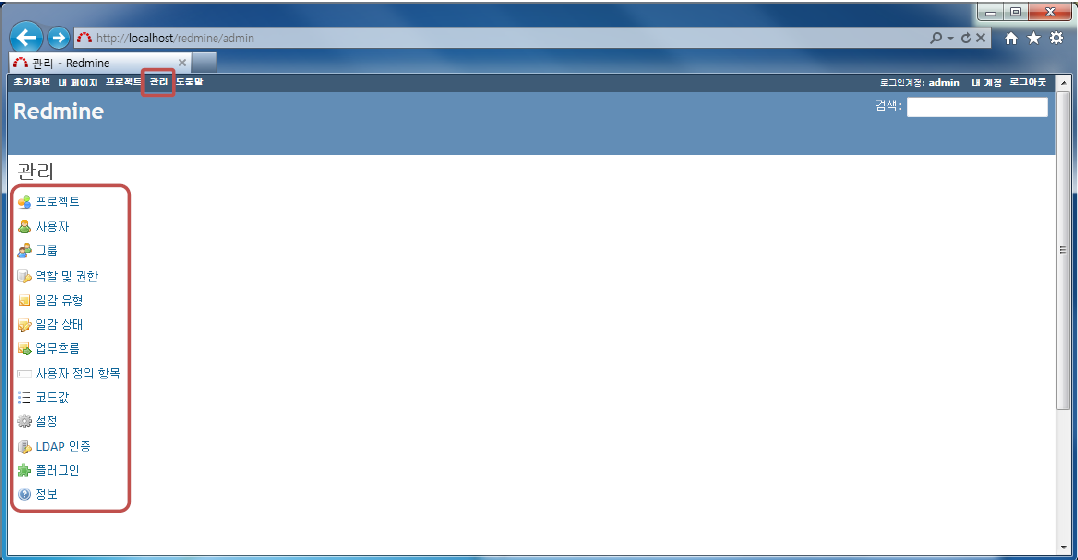 http://localhost/redmine/admin
관리 - Redmine
초기화면 내 페이지 프로젝트 관리 도움말 로그인계정: admin 내 계정 로그아웃
Redmine
검색:
관리
프로젝트
사용자
그룹
역할 및 권한
일감 유형
일감 상태
업무흐름
사용자 정의 항목
코드값
설정
LDAP 인증
플러그인
정보